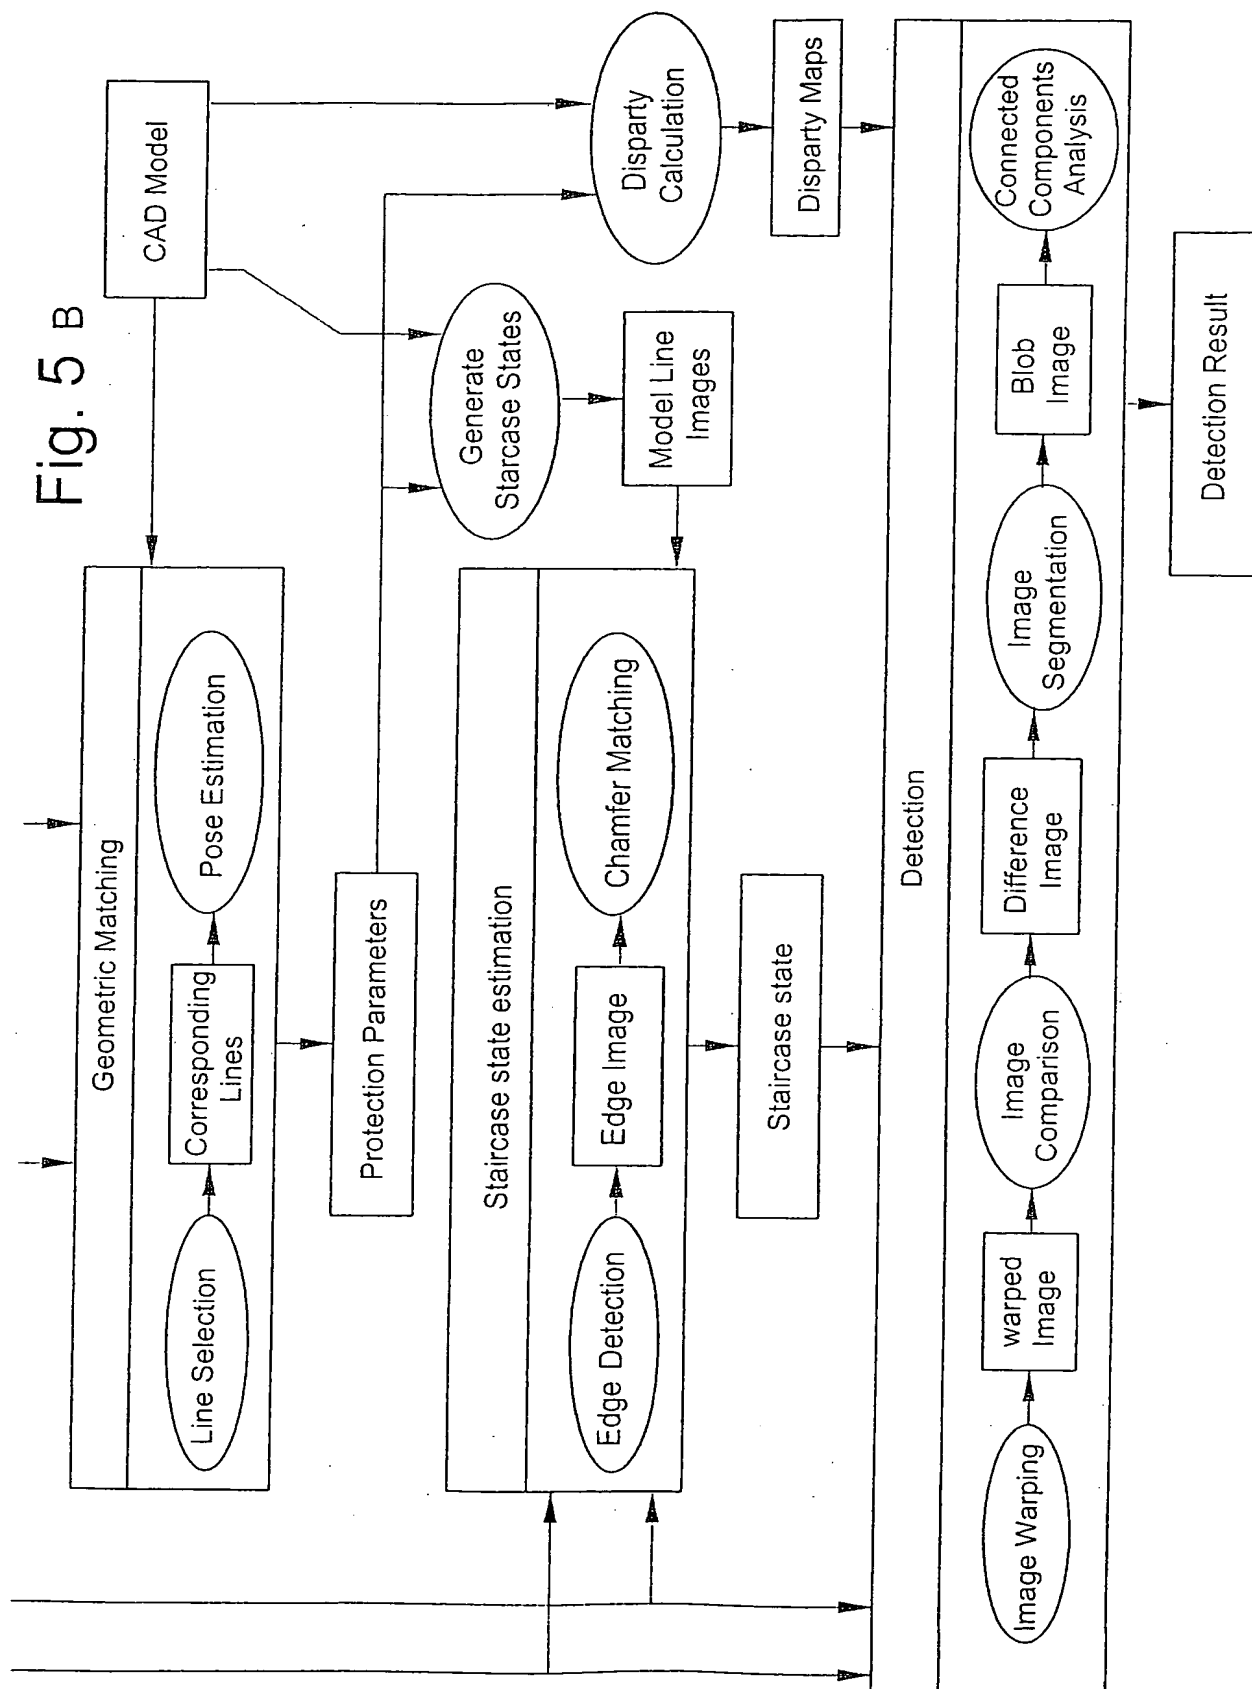 Fig. 5 B
CAD Model
Geometric Matching
Line Selection
Corresponding
Lines
Pose Estimation
Protection Parameters
Generate
Starcase States
Model Line
Images
Disparty
Calculation
Disparty Maps
Staircase state estimation
Edge Detection
Edge Image
Chamfer Matching
Staircase state
Detection
Image Warping
warped
Image
Image
Comparison
Difference
Image
Image
Segmentation
Blob
Image
Connected
Components
Analysis
Detection Result